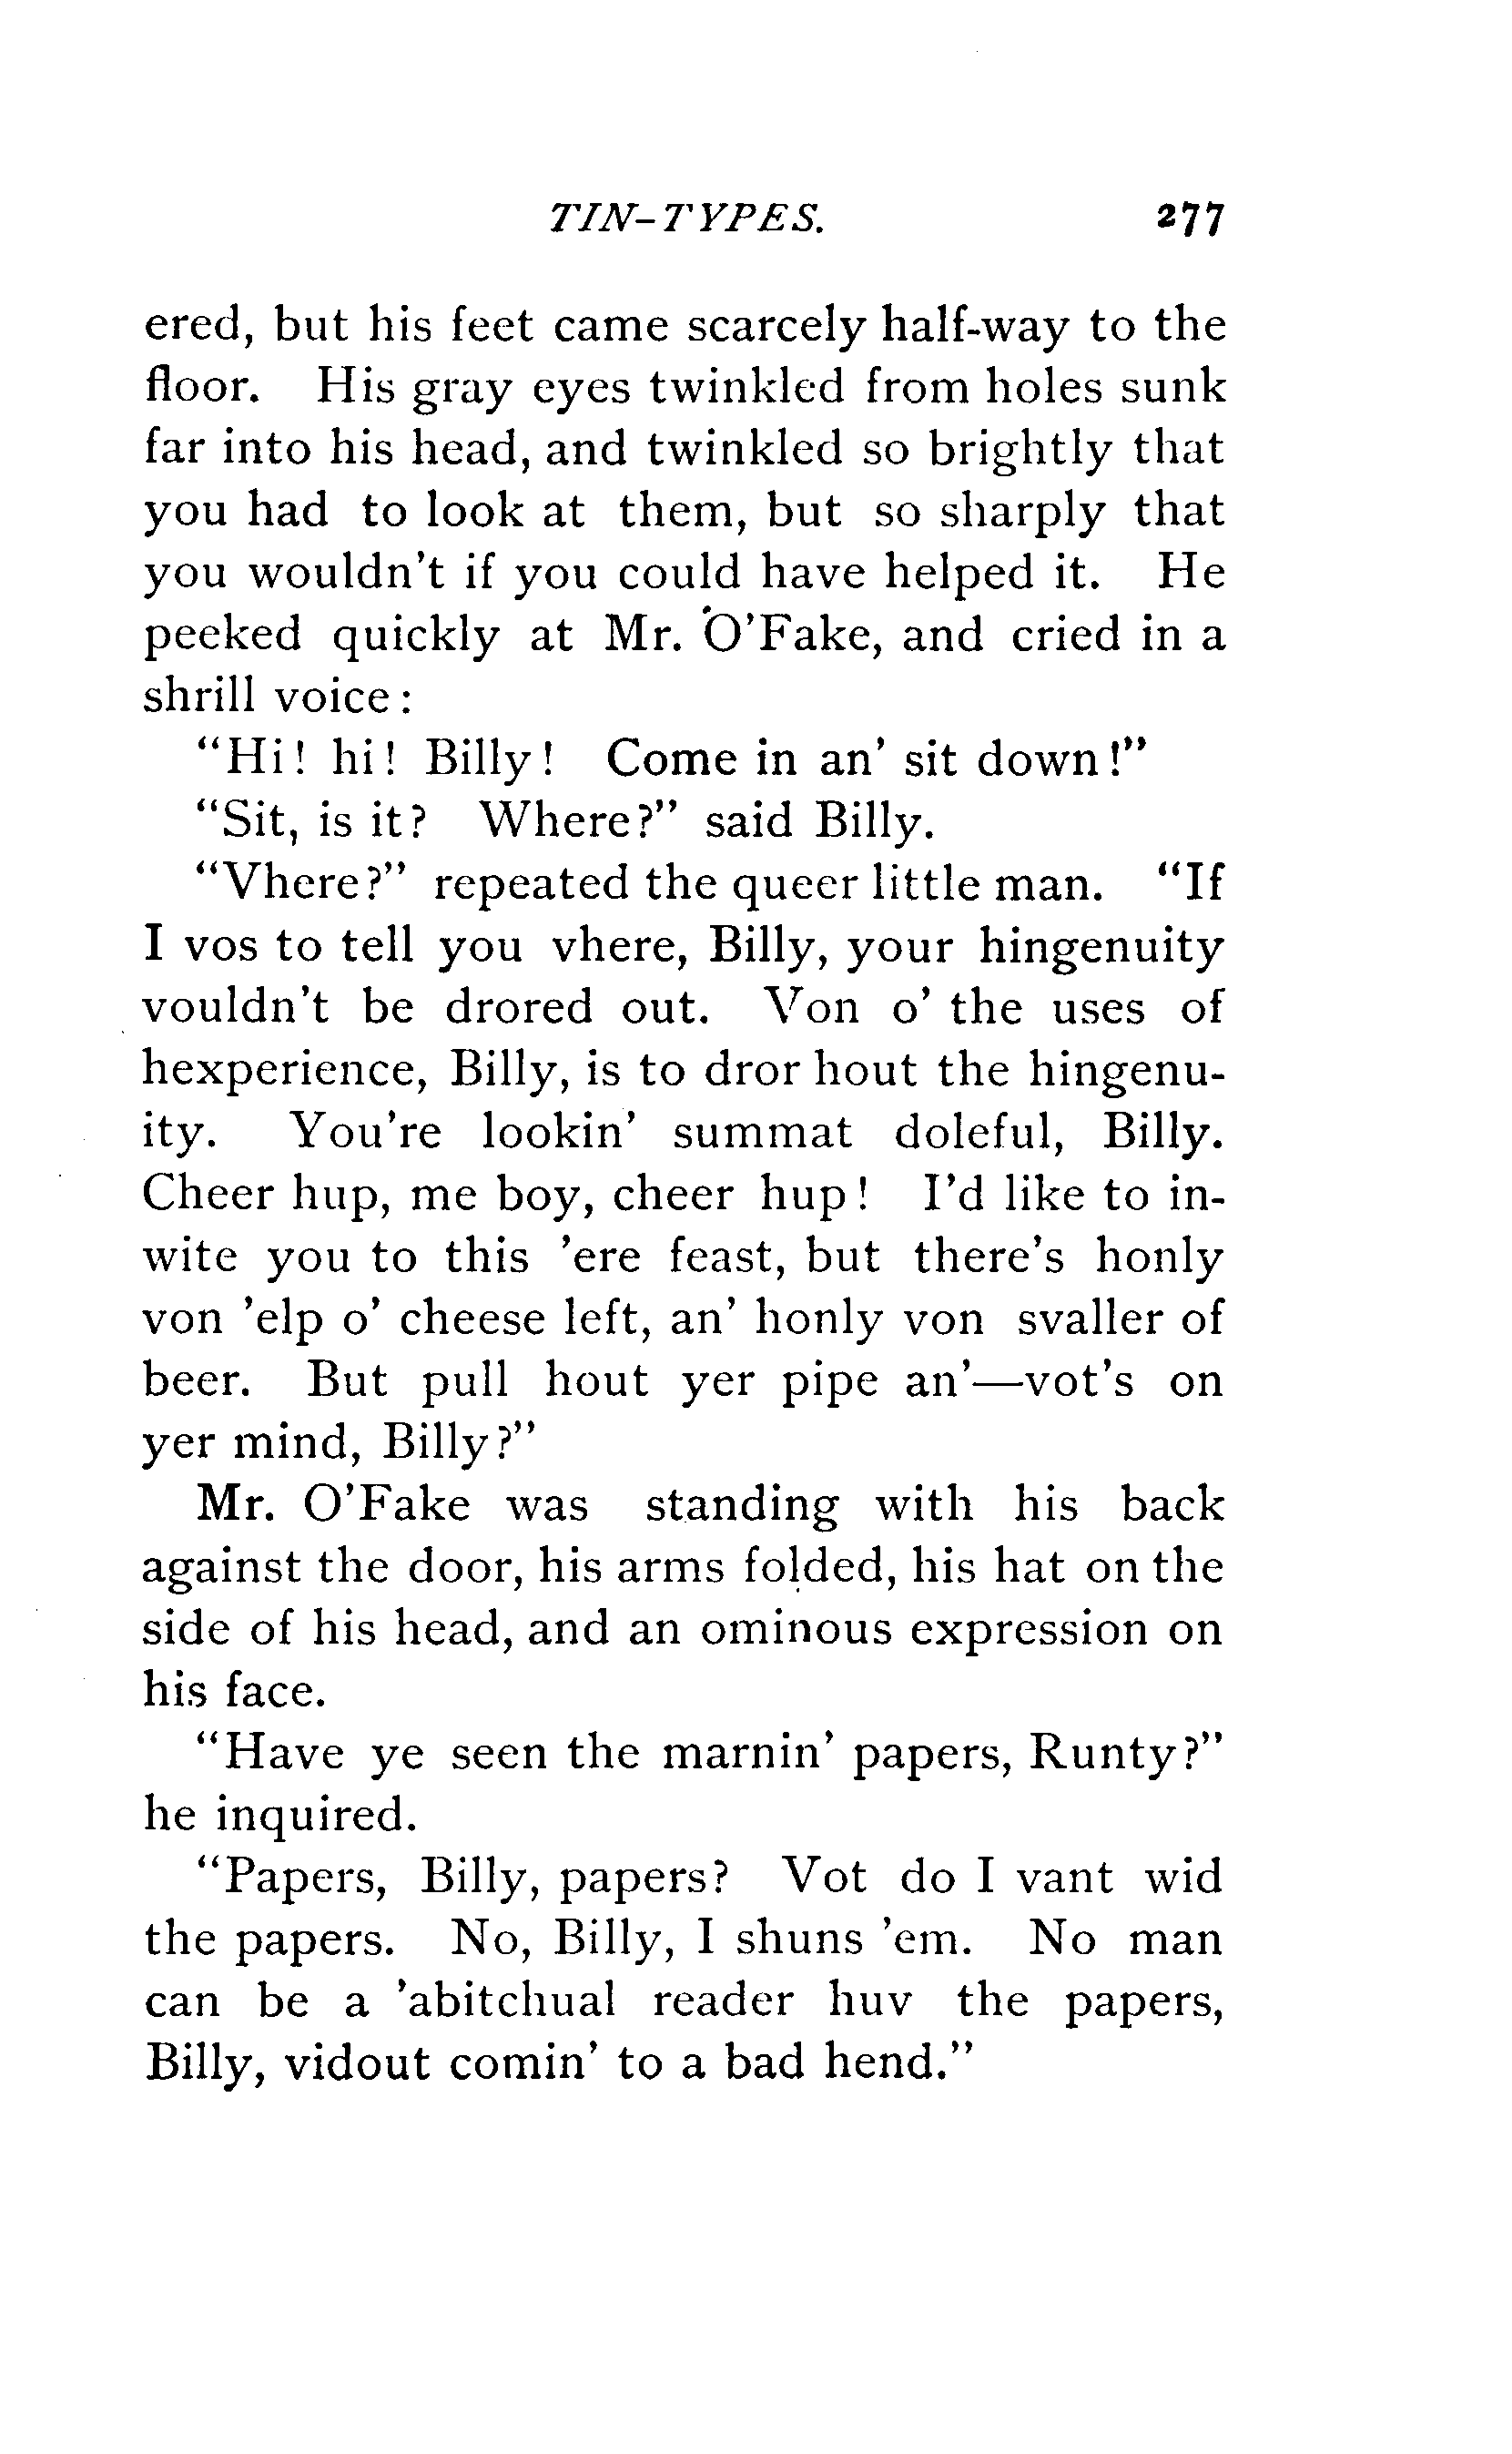 TIN-TYPES. 277
ered, but his feet came scarcely half-way to the
floor. His gray eyes twinkled from holes sunk
far into his head, and twinkled so brightly that
you had to look at them, but so sharply that
you wouldn't if you could have helped it. He
peeked quickly at Mr. O'Fake, and cried in a
shrill voice:
"Hi! hi! Billy! Come in an' sit down!"
"Sit, is it? Where?" said Billy.
"Vhere?" repeated the queer little man. "If
I vos to tell you vhere, Billy, your hingenuity
vouldn't be drored out. Von o' the uses of
hexperience, Billy, is to dror hout the hingenu-
ity. You're lookin' summat doleful, Billy.
Cheer hup, me boy, cheer hup! I'd like to in-
wite you to this 'ere feast, but there's honly
von 'elp o' cheese left, an' honly von svaller of
beer. But pull hout yer pipe an'—vot's on
yer mind, Billy?"
Mr. O'Fake was standing with his back
against the door, his arms folded, his hat on the
side of his head, and an ominous expression on
his face.
"Have ye seen the marnin' papers, Runty?"
he inquired.
"Papers, Billy, papers? Vot do I vant wid
the papers. No, Billy, I shuns 'em. No man
can be a 'abitchual reader huv the papers,
Billy, vidout comin' to a bad hend."